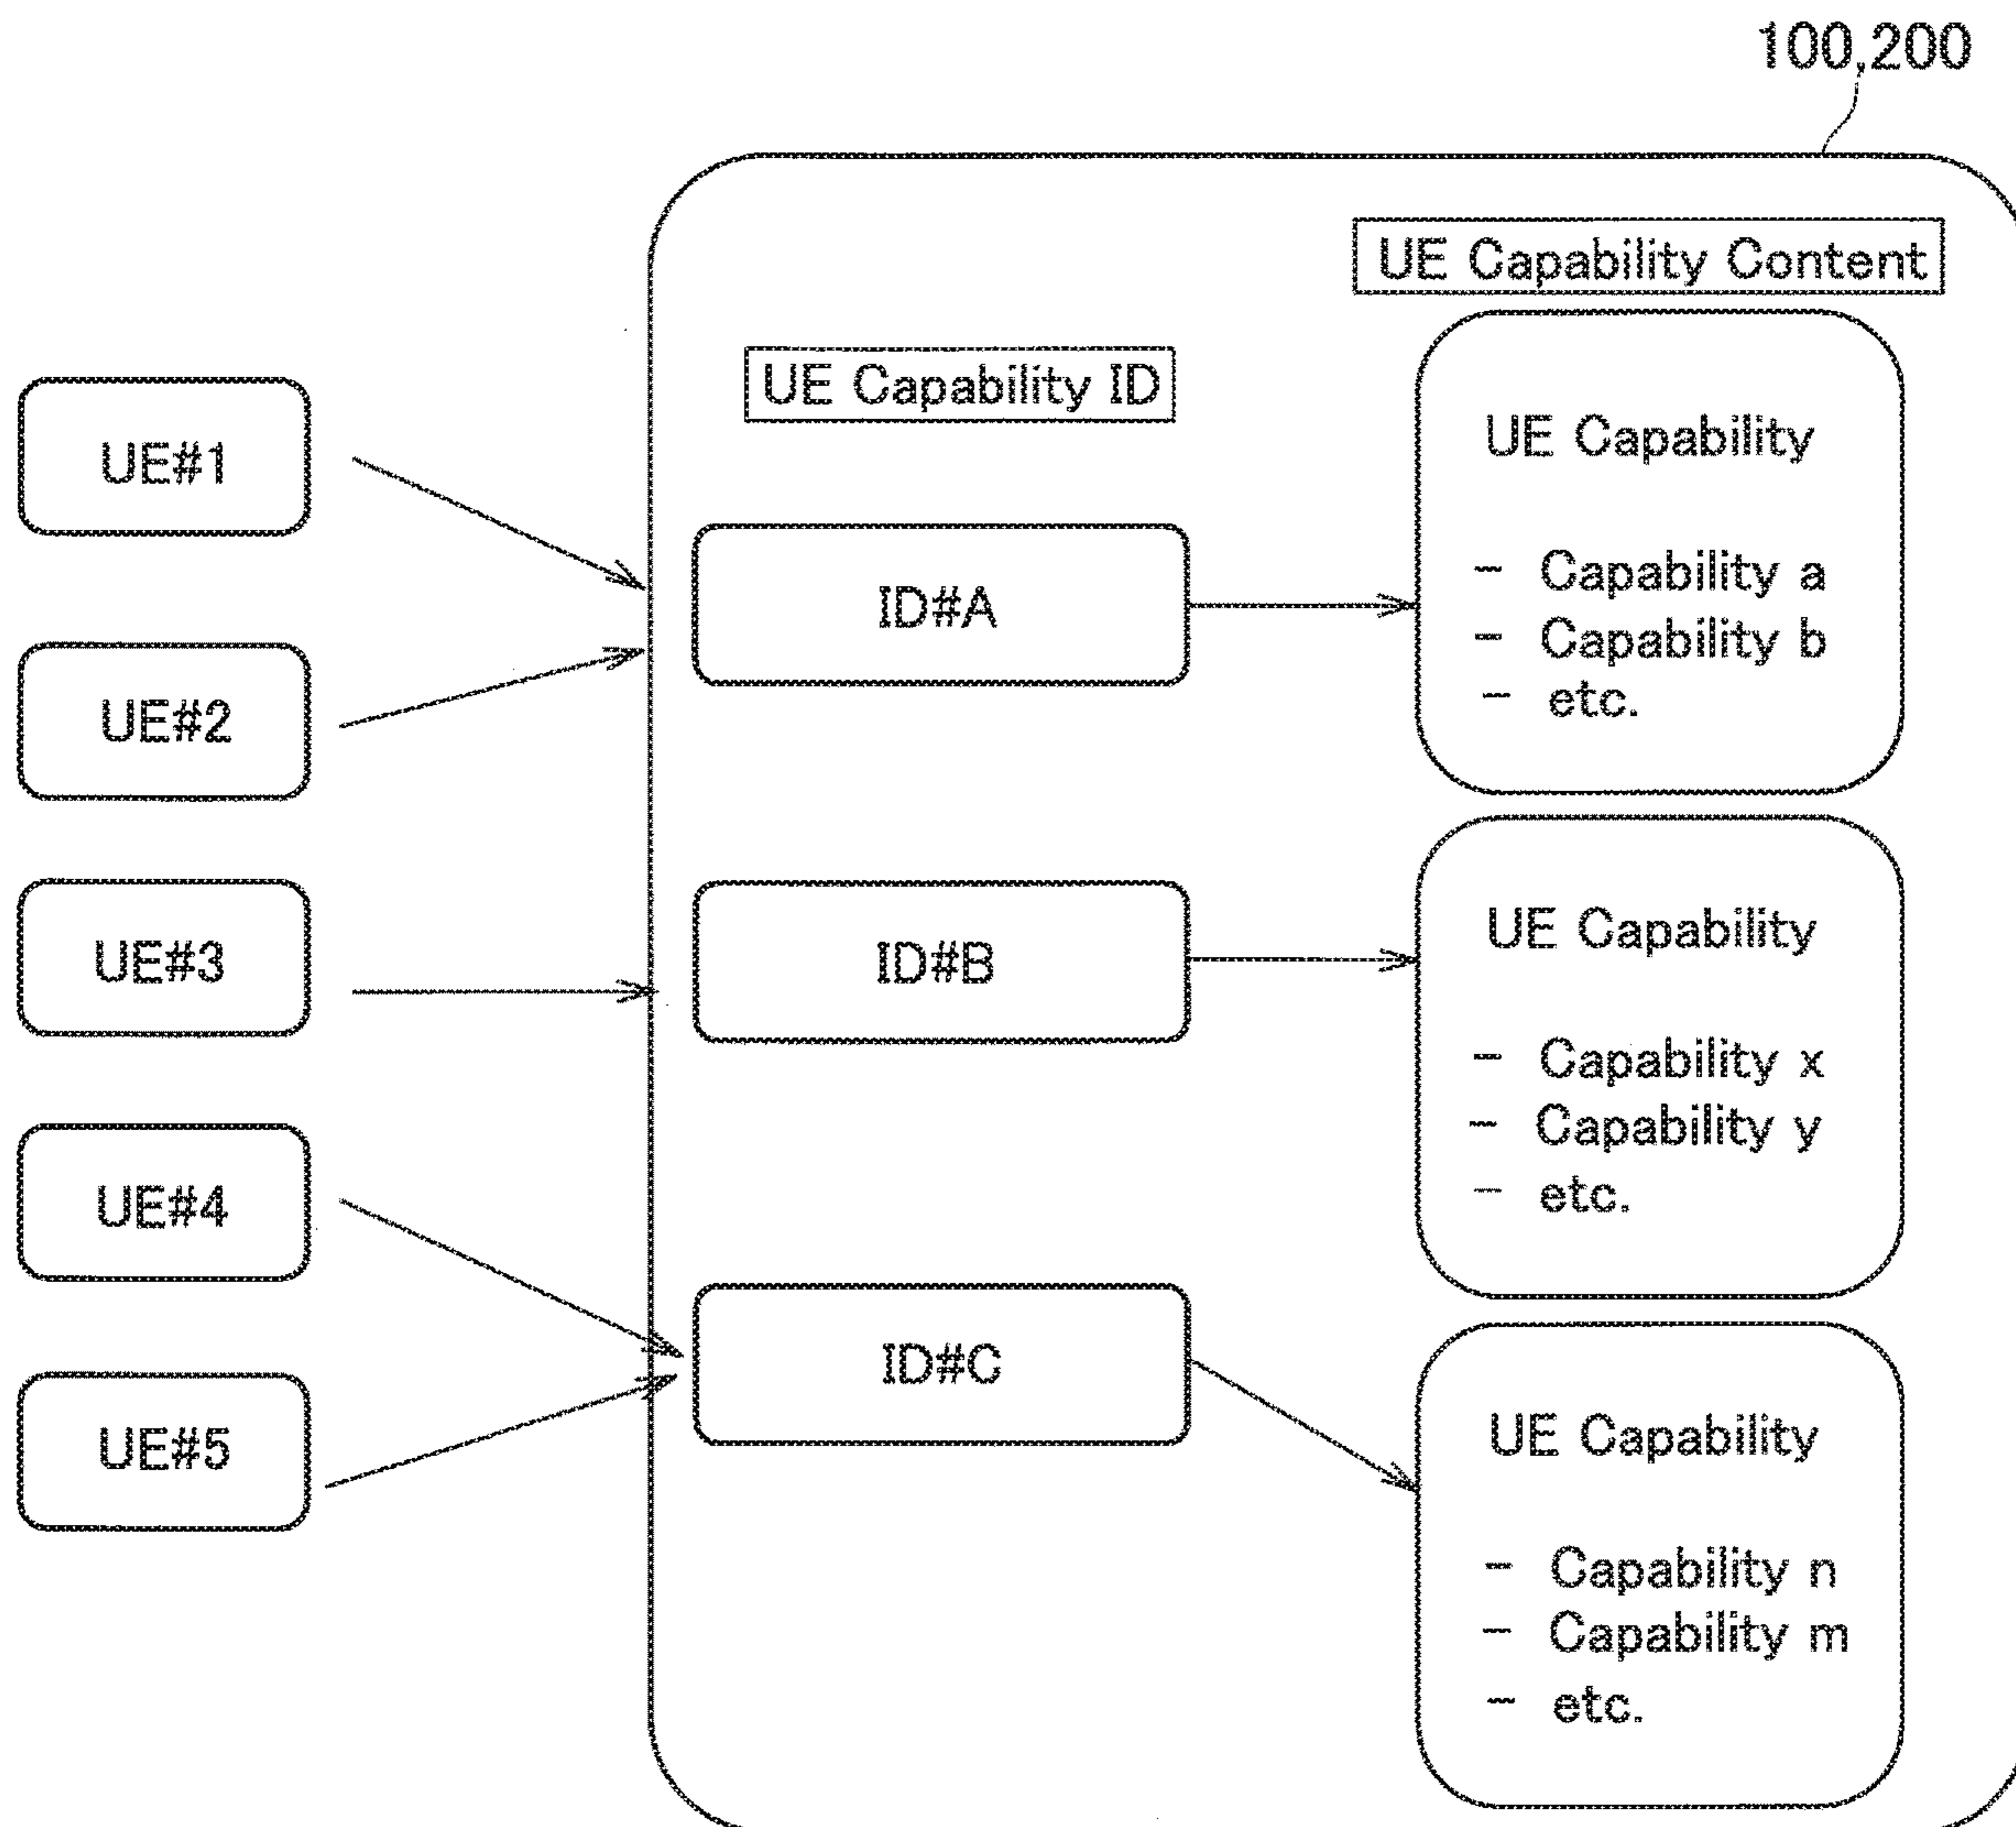 100,200
UE Capability Content
UE Capability ID
UE#1
UE#2
UE#3
UE#4
UE#5
ID#A
ID#B
ID#C
UE Capability
- Capability a
- Capability b
- etc.
UE Capability
- Capability x
- Capability y
- etc.
UE Capability
- Capability n
- Capability m
- etc.